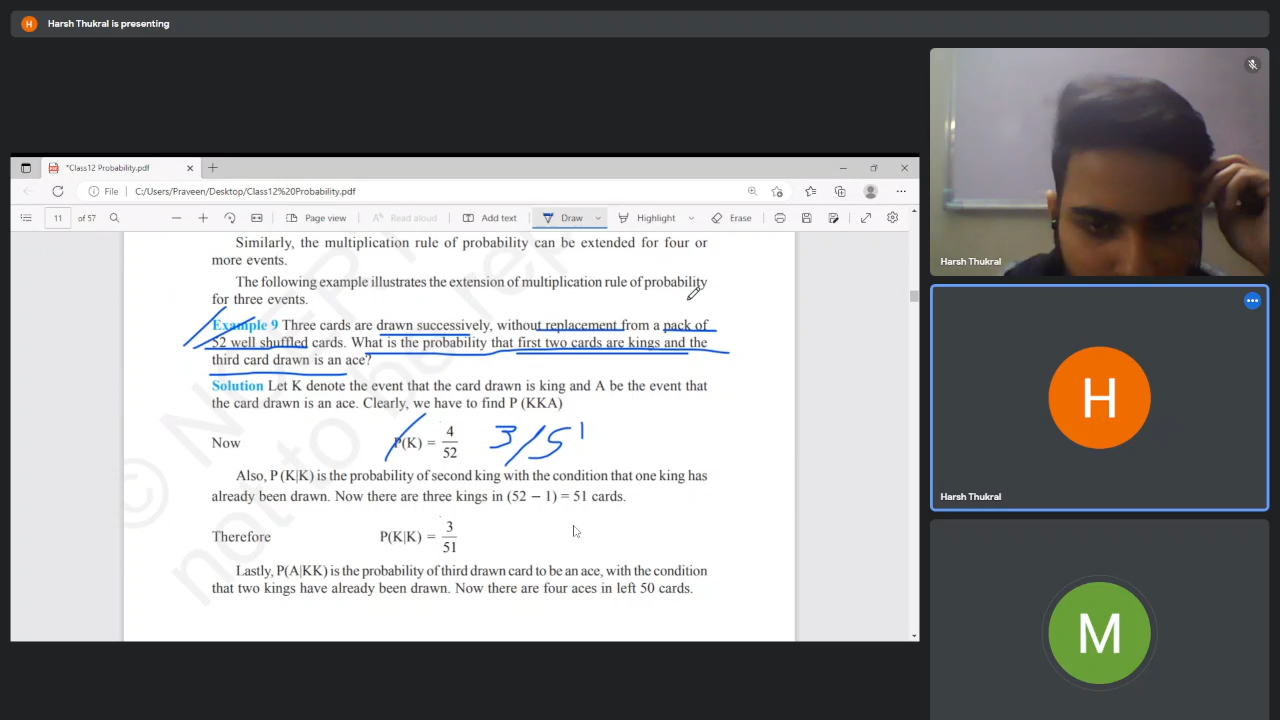 H Harsh Thukral is presenting
*Class12 Probability.pdf
File C:/Users/Praveen/Desktop/Class12%20Probability.pdf
11 of 57 Page view Read aloud Add text Draw Highlight Erase
Similarly, the multiplication rule of probability can be extended for four or
more events.
The following example illustrates the extension of multiplication rule of probability
for three events.
Example 9 Three cards are drawn successively, without replacement from a pack of
52 well shuffled cards. What is the probability that first two cards are kings and the
third card drawn is an ace?
Solution Let K denote the event that the card drawn is king and A be the event that
the card drawn is an ace. Clearly, we have to find P (KKA)
Now P(K) = 4/52 3/51
Also, P (K|K) is the probability of second king with the condition that one king has
already been drawn. Now there are three kings in (52 − 1) = 51 cards.
Therefore P(K|K) = 3/51
Lastly, P(A|KK) is the probability of third drawn card to be an ace, with the condition
that two kings have already been drawn. Now there are four aces in left 50 cards.
© NCERT
not to be rep
Harsh Thukral
H
Harsh Thukral
M